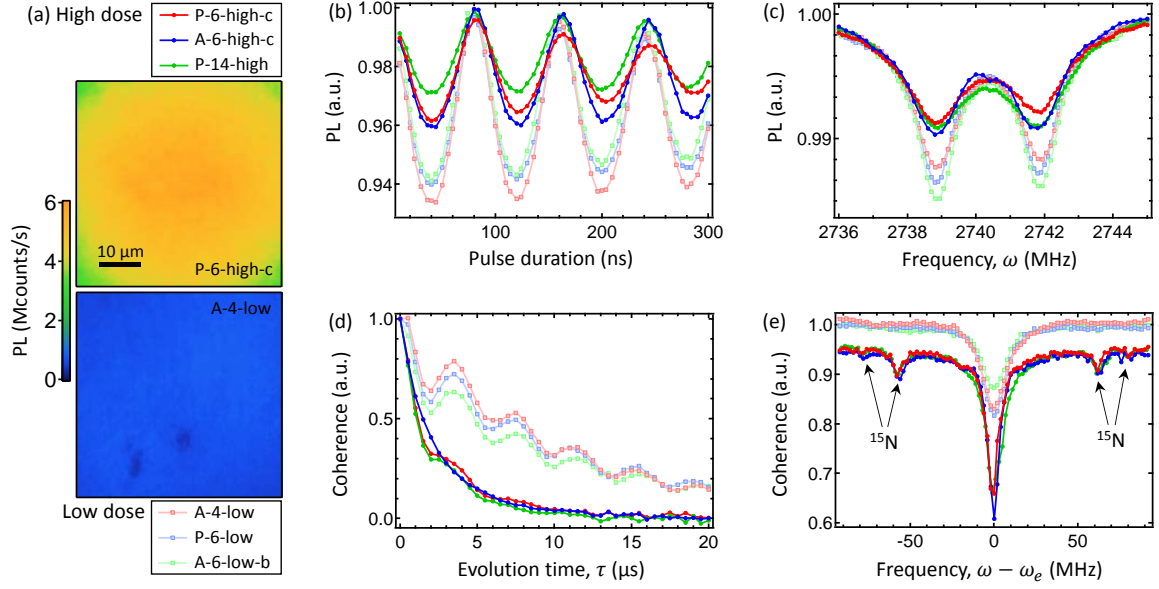 (a) High dose
P-6-high-c
A-6-high-c
P-14-high
PL (Mcounts/s)
6
4
2
0
10 µm
P-6-high-c
A-4-low
Low dose
A-4-low
P-6-low
A-6-low-b
(b)
PL (a.u.)
1.00
0.98
0.96
0.94
0
100
200
300
Pulse duration (ns)
(c)
PL (a.u.)
1.00
0.99
2736
2738
2740
2742
2744
Frequency, ω (MHz)
(d)
Coherence (a.u.)
1.0
0.5
0.0
0
5
10
15
20
Evolution time, τ (µs)
(e)
Coherence (a.u.)
1.0
0.9
0.8
0.7
0.6
¹⁵N
¹⁵N
-50
0
50
Frequency, ω − ωₑ (MHz)